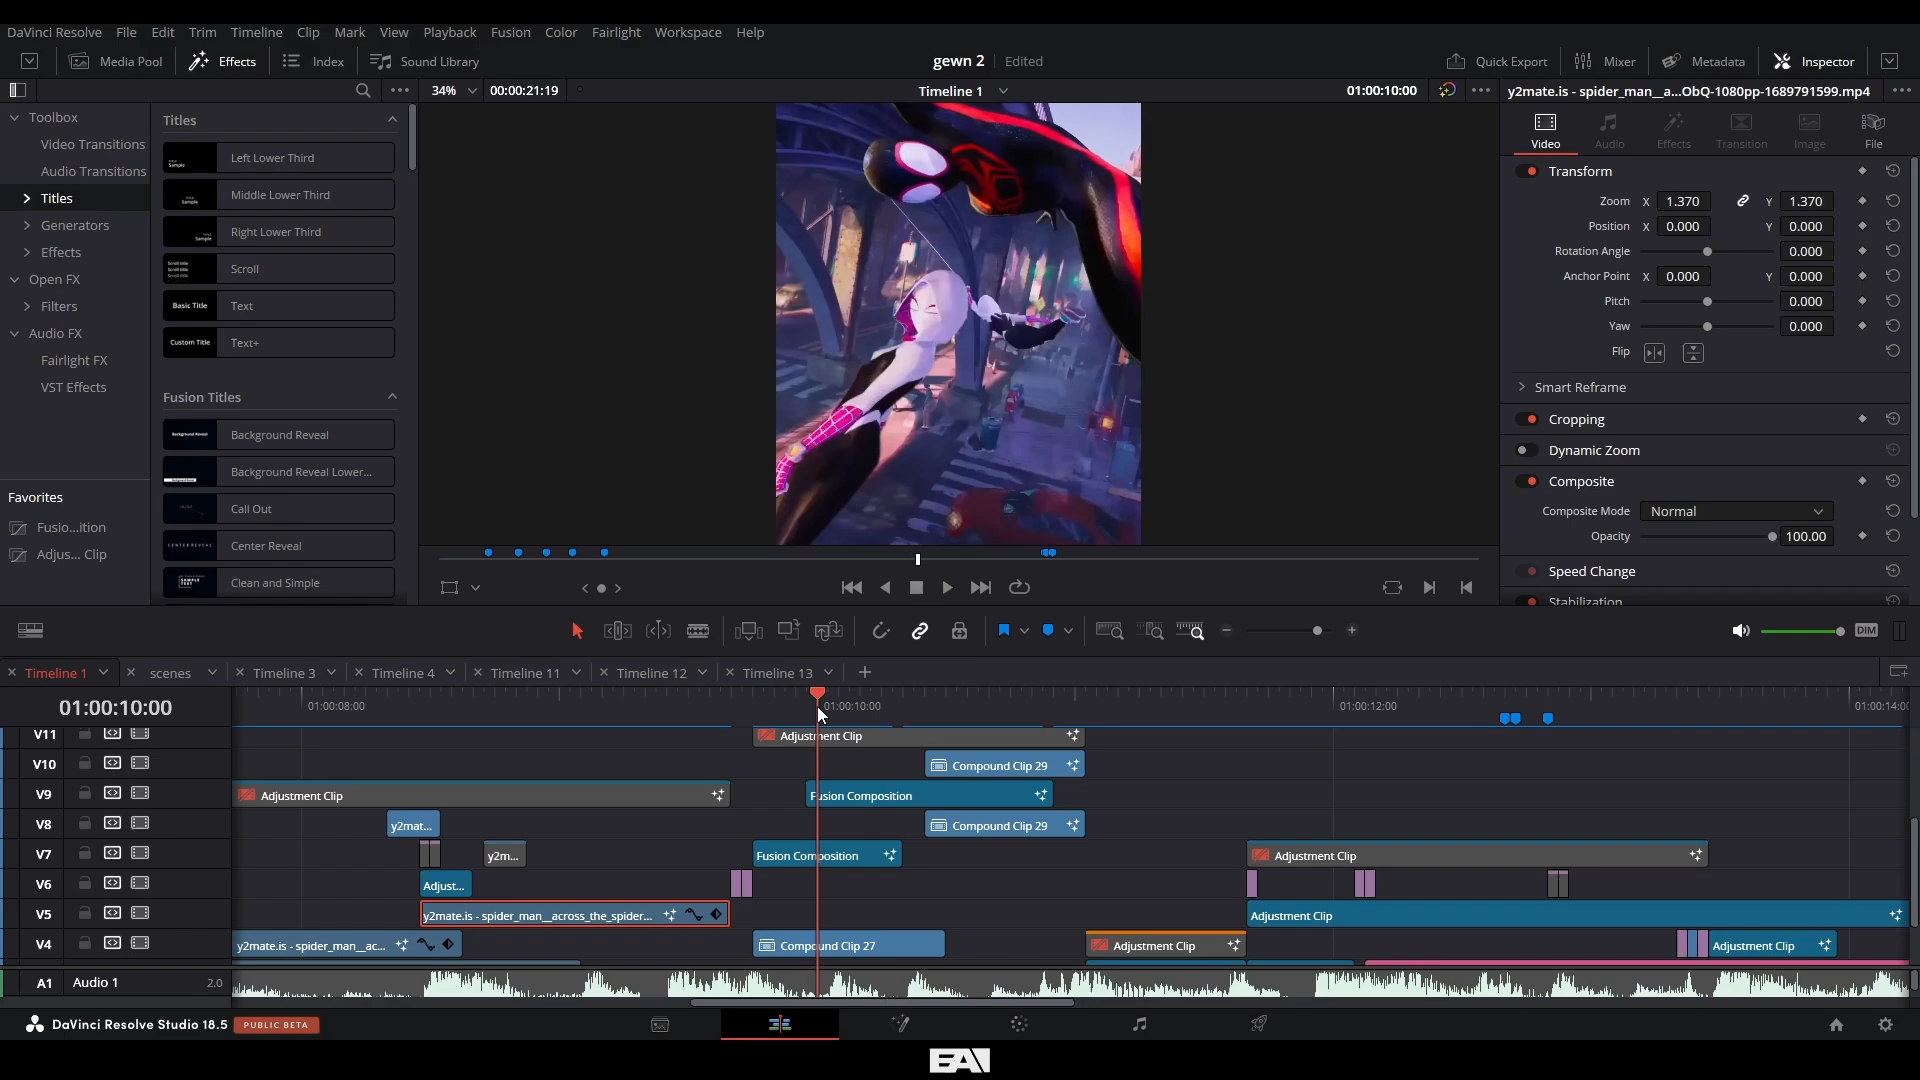 DaVinci Resolve File Edit Trim Timeline Clip Mark View Playback Fusion Color Fairlight Workspace Help
Media Pool Effects Index Sound Library gewn 2 Edited Quick Export Mixer Metadata Inspector
34% 00:00:21:19 Timeline 1 01:00:10:00 y2mate.is - spider_man__a...ObQ-1080pp-1689791599.mp4
Toolbox
Video Transitions
Audio Transitions
Titles
Generators
Effects
Open FX
Filters
Audio FX
Fairlight FX
VST Effects
Favorites
Fusio...ition
Adjus... Clip
Titles
Left Lower Third
Middle Lower Third
Right Lower Third
Scroll
Basic Title Text
Custom Title Text+
Fusion Titles
Background Reveal Background Reveal
Background Reveal Lower...
Call Out
CENTER REVEAL Center Reveal
Clean and Simple
Video Audio Effects Transition Image File
Transform
Zoom X 1.370 Y 1.370
Position X 0.000 Y 0.000
Rotation Angle 0.000
Anchor Point X 0.000 Y 0.000
Pitch 0.000
Yaw 0.000
Flip
Smart Reframe
Cropping
Dynamic Zoom
Composite
Composite Mode Normal
Opacity 100.00
Speed Change
Stabilization
DIM
Timeline 1 scenes Timeline 3 Timeline 4 Timeline 11 Timeline 12 Timeline 13
01:00:10:00 01:00:08:00 01:00:10:00 01:00:12:00 01:00:14:00
V11 Adjustment Clip
V10 Compound Clip 29
V9 Adjustment Clip Fusion Composition
V8 y2mat... Compound Clip 29
V7 y2m... Fusion Composition Adjustment Clip
V6 Adjust...
V5 y2mate.is - spider_man__across_the_spider... Adjustment Clip
V4 y2mate.is - spider_man__ac... Compound Clip 27 Adjustment Clip Adjustment Clip
A1 Audio 1 2.0
DaVinci Resolve Studio 18.5 PUBLIC BETA